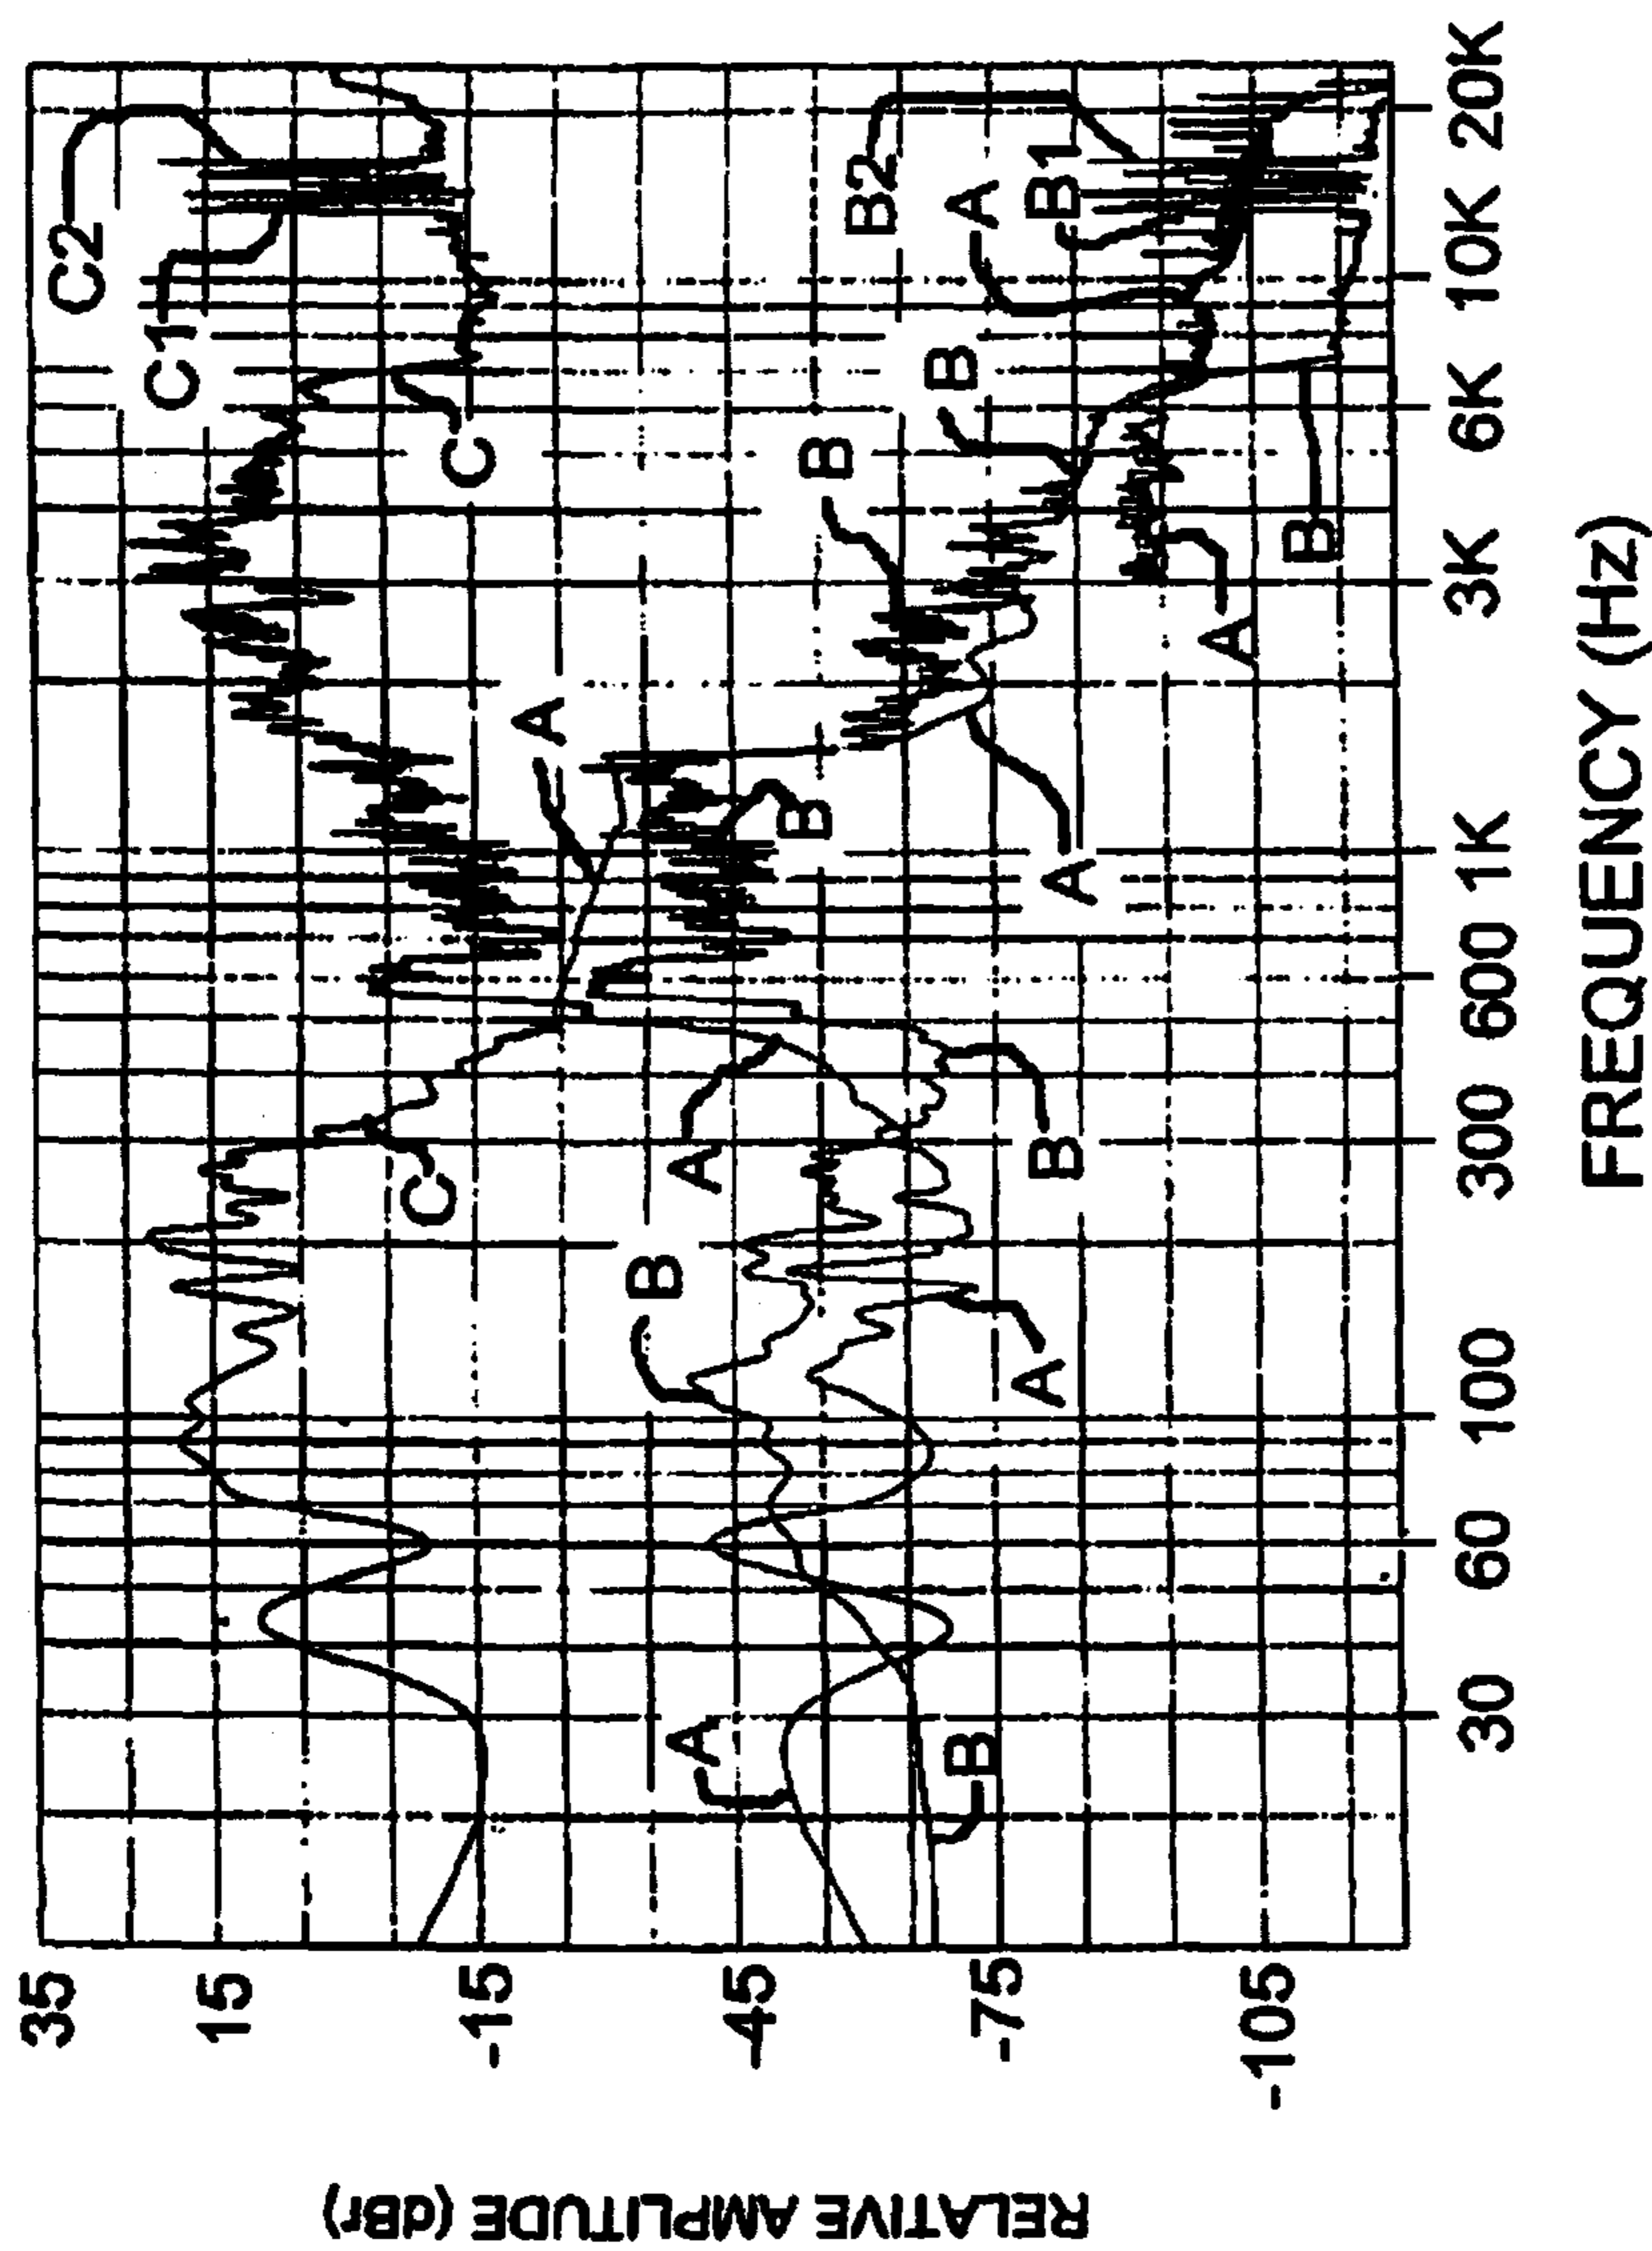 RELATIVE AMPLITUDE (dBr)
35
15
-15
-45
-75
-105
C2
C1
C
C
A
B
A
A
B
B
B2
B
A
B
A
B1
B
A
A
B
30 60 100 300 600 1K 3K 6K 10K 20K
FREQUENCY (Hz)